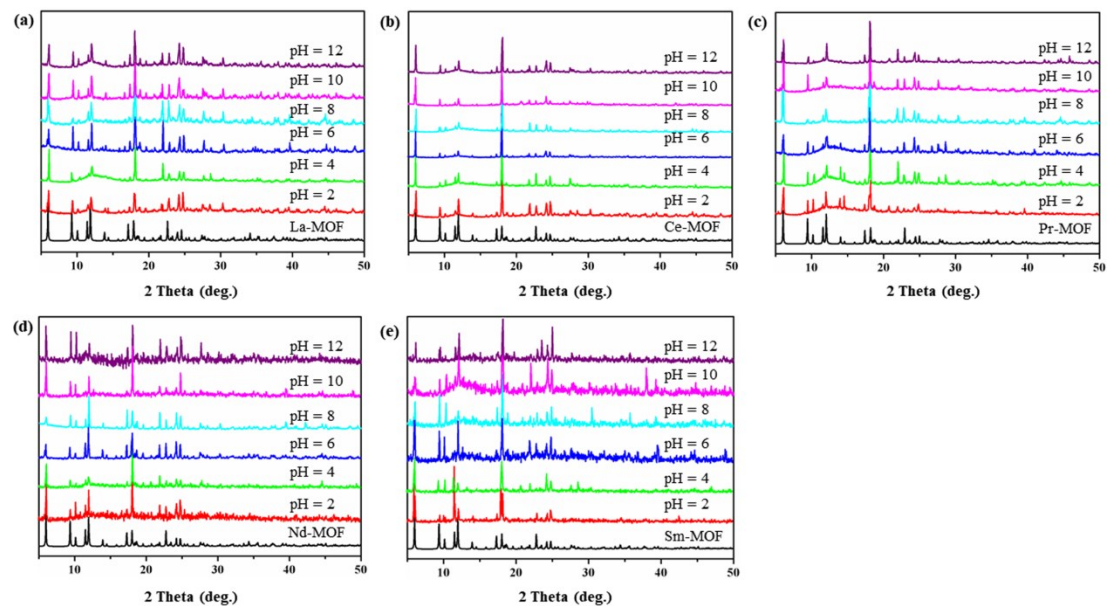 (a)
pH = 12
pH = 10
pH = 8
pH = 6
pH = 4
pH = 2
La-MOF
5 10 20 30 40 50
2 Theta (deg.)
(b)
pH = 12
pH = 10
pH = 8
pH = 6
pH = 4
pH = 2
Ce-MOF
5 10 20 30 40 50
2 Theta (deg.)
(c)
pH = 12
pH = 10
pH = 8
pH = 6
pH = 4
pH = 2
Pr-MOF
5 10 20 30 40 50
2 Theta (deg.)
(d)
pH = 12
pH = 10
pH = 8
pH = 6
pH = 4
pH = 2
Nd-MOF
5 10 20 30 40 50
2 Theta (deg.)
(e)
pH = 12
pH = 10
pH = 8
pH = 6
pH = 4
pH = 2
Sm-MOF
5 10 20 30 40 50
2 Theta (deg.)